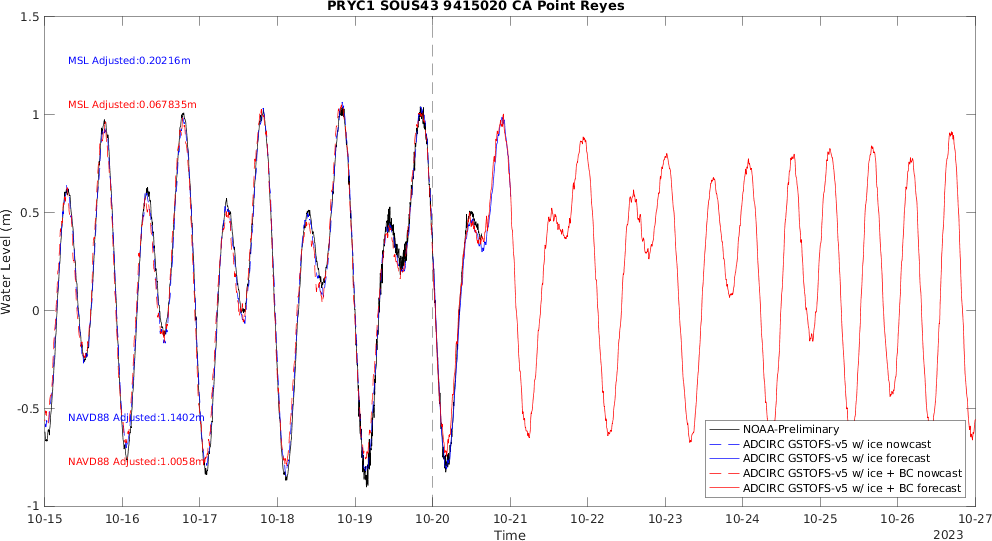 PRYC1 SOUS43 9415020 CA Point Reyes
1.5
MSL Adjusted:0.20216m
MSL Adjusted:0.067835m
1
0.5
Water Level (m)
0
-0.5
NAVD88 Adjusted:1.1402m
NAVD88 Adjusted:1.0058m
-1
NOAA-Preliminary
ADCIRC GSTOFS-v5 w/ ice nowcast
ADCIRC GSTOFS-v5 w/ ice forecast
ADCIRC GSTOFS-v5 w/ ice + BC nowcast
ADCIRC GSTOFS-v5 w/ ice + BC forecast
10-15 10-16 10-17 10-18 10-19 10-20 10-21 10-22 10-23 10-24 10-25 10-26 10-27
Time
2023